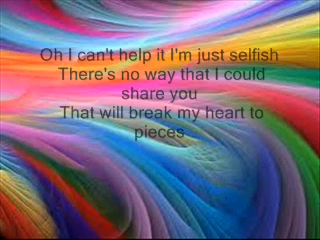 Oh I can't help it I'm just selfish
There's no way that I could
share you
That will break my heart to
pieces